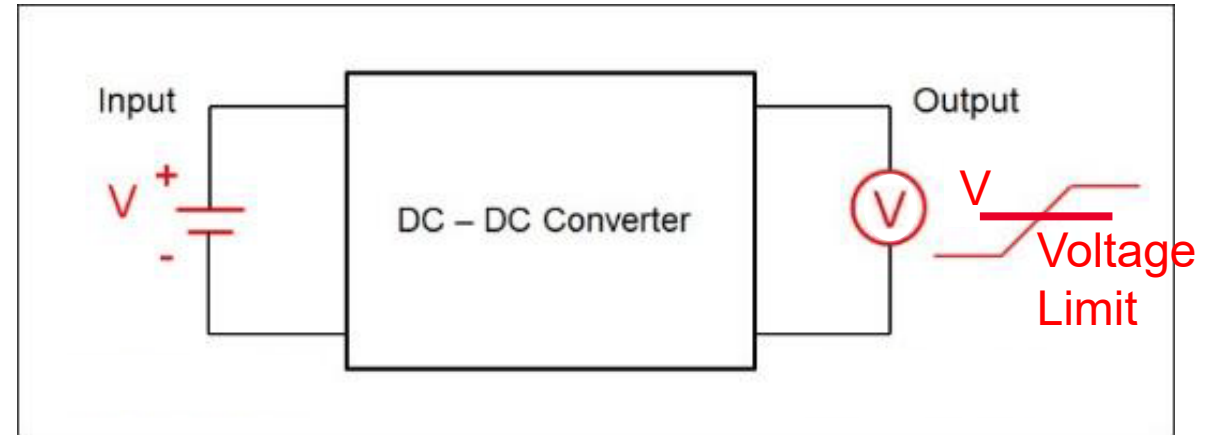 Input
Output
V
+
-
DC – DC Converter
V
V
Voltage
Limit